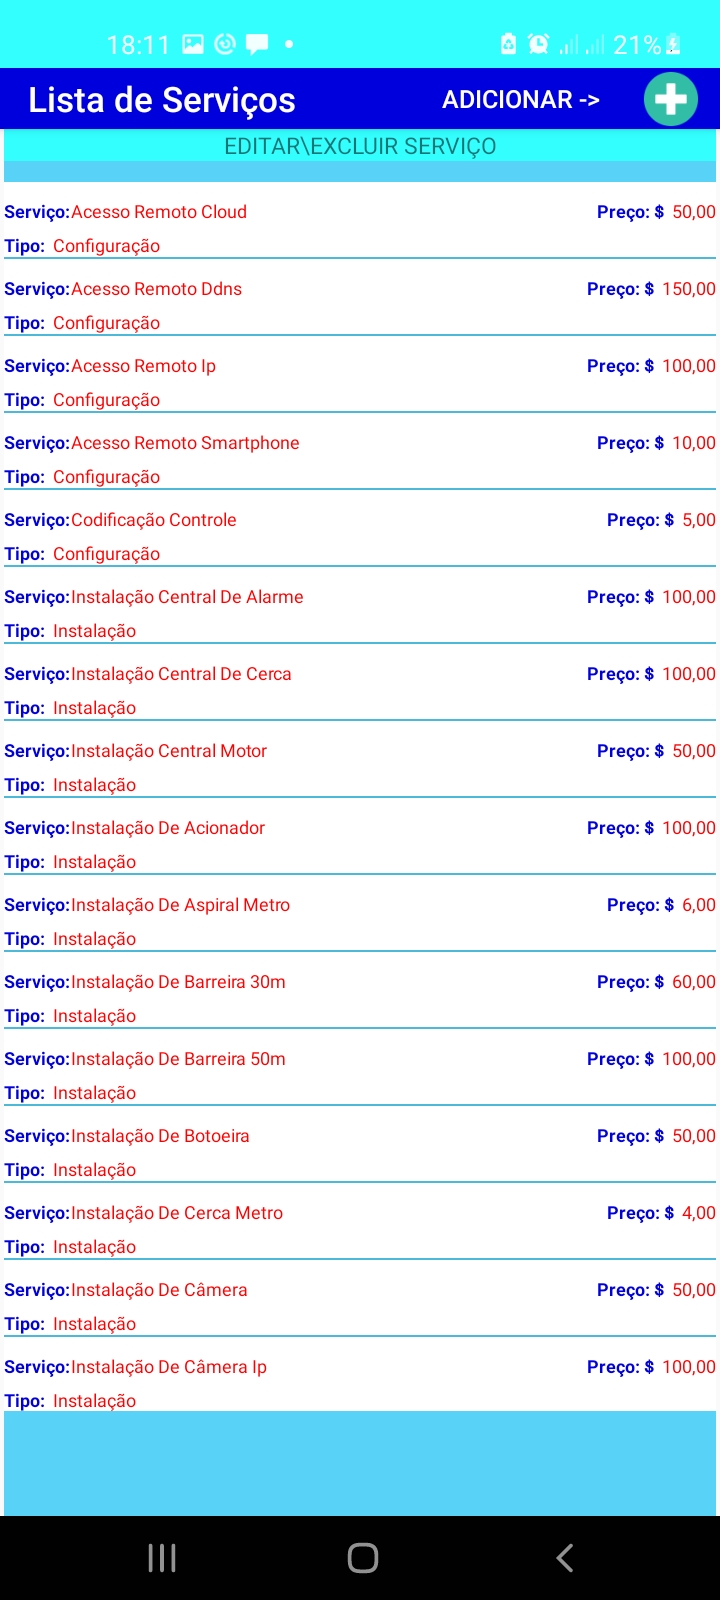 18:11 21%
Lista de Serviços ADICIONAR ->
EDITAR\EXCLUIR SERVIÇO
Serviço:Acesso Remoto Cloud Preço: $ 50,00
Tipo: Configuração
Serviço:Acesso Remoto Ddns Preço: $ 150,00
Tipo: Configuração
Serviço:Acesso Remoto Ip Preço: $ 100,00
Tipo: Configuração
Serviço:Acesso Remoto Smartphone Preço: $ 10,00
Tipo: Configuração
Serviço:Codificação Controle Preço: $ 5,00
Tipo: Configuração
Serviço:Instalação Central De Alarme Preço: $ 100,00
Tipo: Instalação
Serviço:Instalação Central De Cerca Preço: $ 100,00
Tipo: Instalação
Serviço:Instalação Central Motor Preço: $ 50,00
Tipo: Instalação
Serviço:Instalação De Acionador Preço: $ 100,00
Tipo: Instalação
Serviço:Instalação De Aspiral Metro Preço: $ 6,00
Tipo: Instalação
Serviço:Instalação De Barreira 30m Preço: $ 60,00
Tipo: Instalação
Serviço:Instalação De Barreira 50m Preço: $ 100,00
Tipo: Instalação
Serviço:Instalação De Botoeira Preço: $ 50,00
Tipo: Instalação
Serviço:Instalação De Cerca Metro Preço: $ 4,00
Tipo: Instalação
Serviço:Instalação De Câmera Preço: $ 50,00
Tipo: Instalação
Serviço:Instalação De Câmera Ip Preço: $ 100,00
Tipo: Instalação